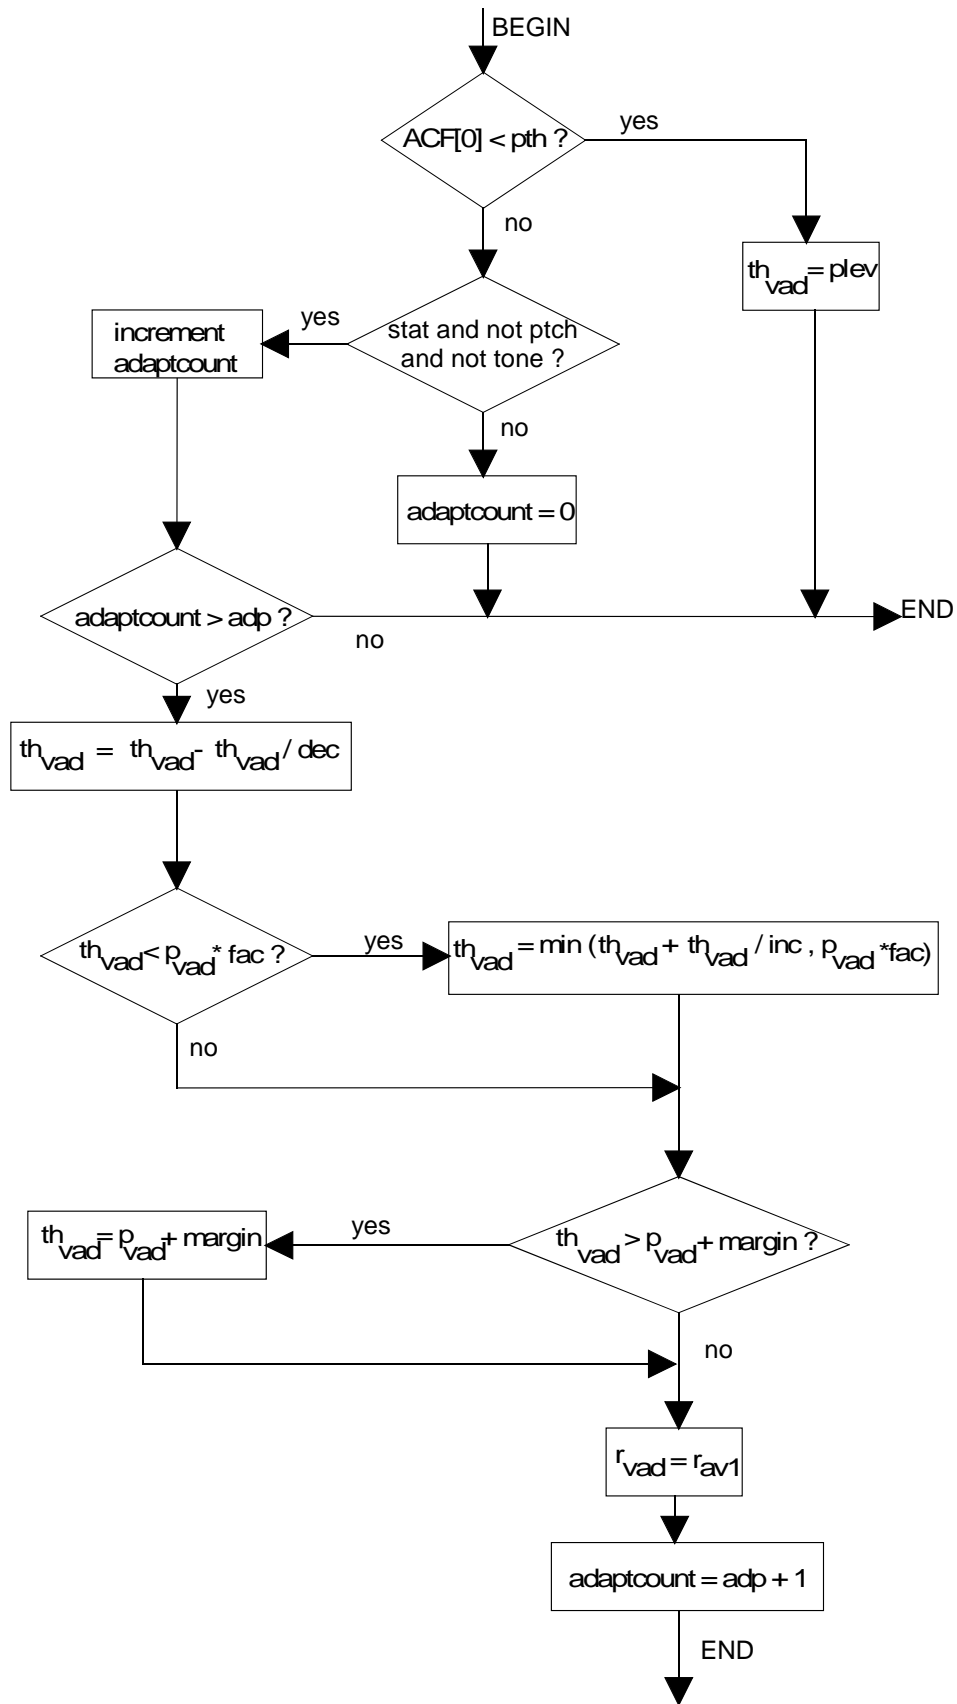 BEGIN
ACF[0] < pth ?
yes
no
th_vad = plev
stat and not ptch
and not tone ?
yes
increment
adaptcount
no
adaptcount = 0
adaptcount > adp ?
no
END
yes
th_vad = th_vad - th_vad / dec
th_vad < p_vad * fac ?
yes
th_vad = min (th_vad + th_vad / inc , p_vad *fac)
no
th_vad > p_vad + margin ?
yes
th_vad = p_vad + margin
no
r_vad = r_av1
adaptcount = adp + 1
END